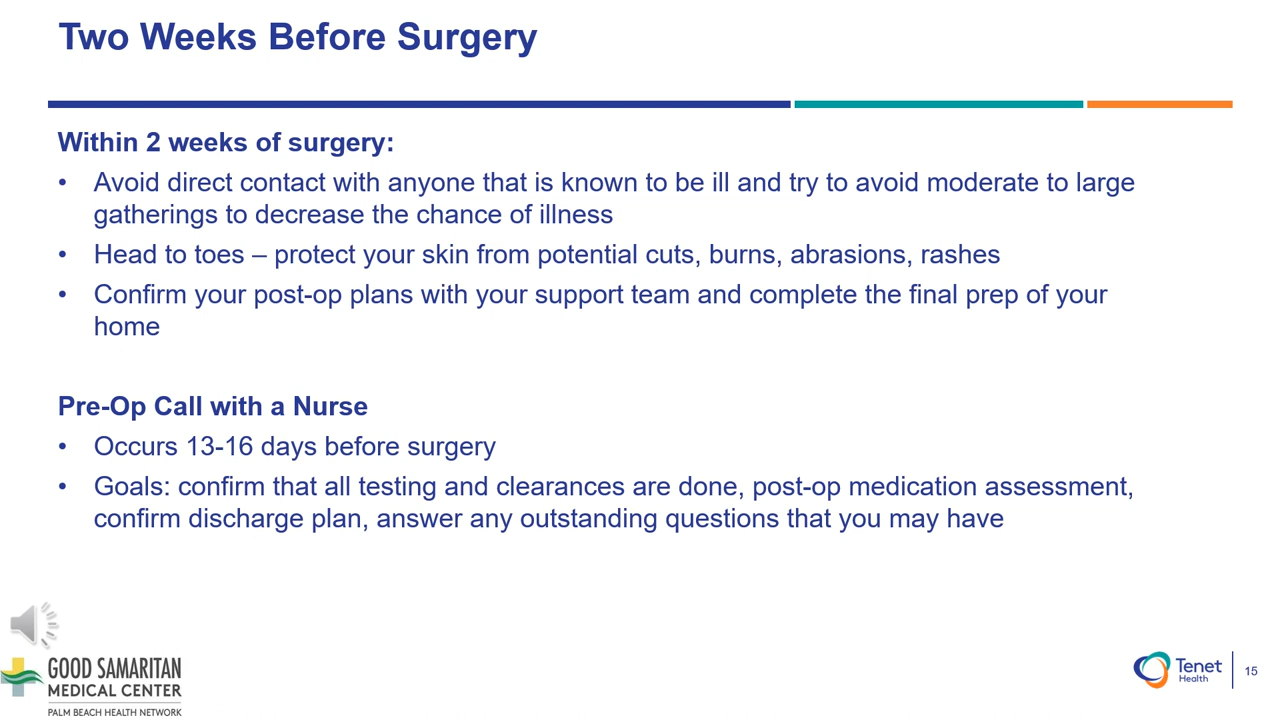 Two Weeks Before Surgery
Within 2 weeks of surgery:
• Avoid direct contact with anyone that is known to be ill and try to avoid moderate to large
gatherings to decrease the chance of illness
• Head to toes – protect your skin from potential cuts, burns, abrasions, rashes
• Confirm your post-op plans with your support team and complete the final prep of your
home
Pre-Op Call with a Nurse
• Occurs 13-16 days before surgery
• Goals: confirm that all testing and clearances are done, post-op medication assessment,
confirm discharge plan, answer any outstanding questions that you may have
GOOD SAMARITAN
MEDICAL CENTER
PALM BEACH HEALTH NETWORK
Tenet
Health
15